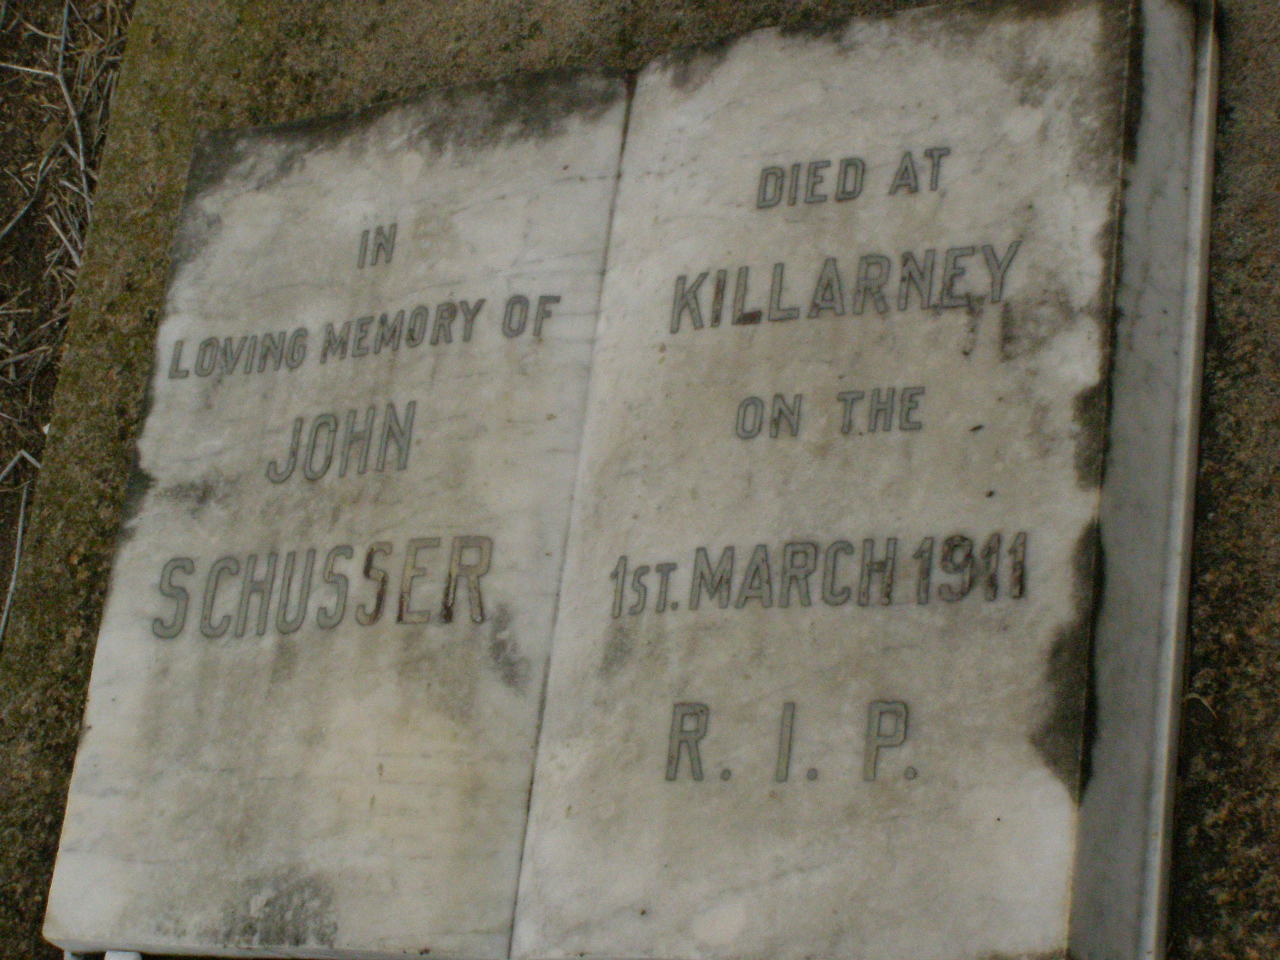 IN
LOVING MEMORY OF
JOHN
SCHUSSER
DIED AT
KILLARNEY
ON THE
1ST. MARCH 1911
R. I. P.